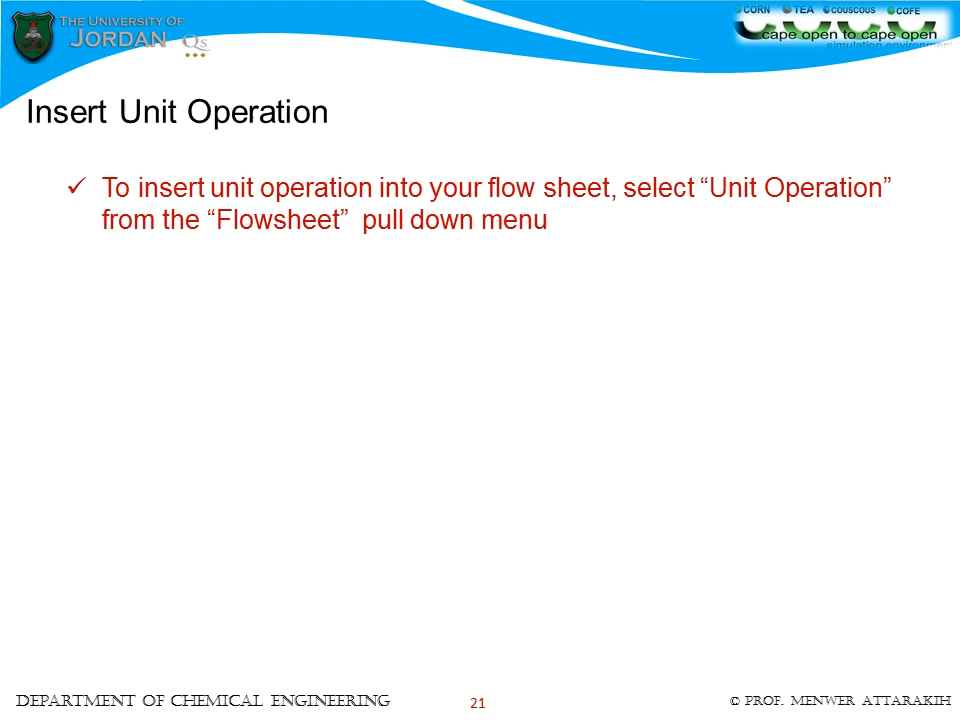 THE UNIVERSITY OF
JORDAN
QS
CORN TEA COUSCOUS COFE
COCO
cape open to cape open
simulation environment
Insert Unit Operation
✓ To insert unit operation into your flow sheet, select “Unit Operation”
from the “Flowsheet” pull down menu
DEPARTMENT OF CHEMICAL ENGINEERING
21
© PROF. MENWER ATTARAKIH